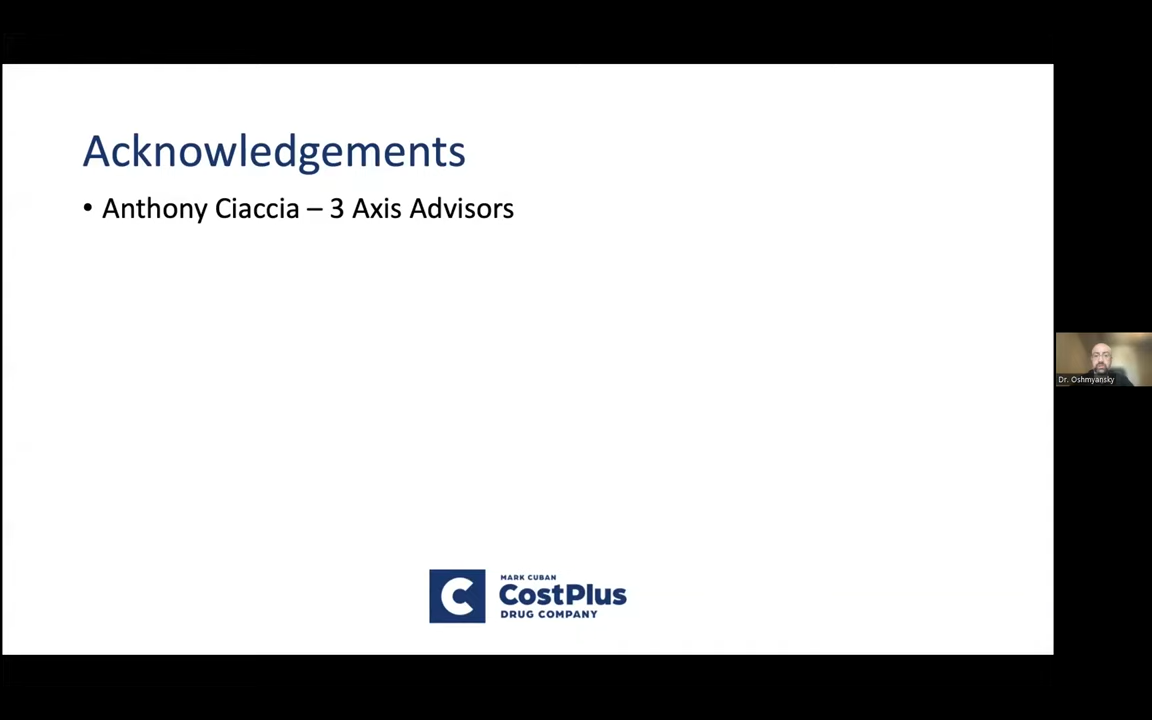 Acknowledgements
• Anthony Ciaccia – 3 Axis Advisors
Dr. Oshmyansky
MARK CUBAN
CostPlus
DRUG COMPANY